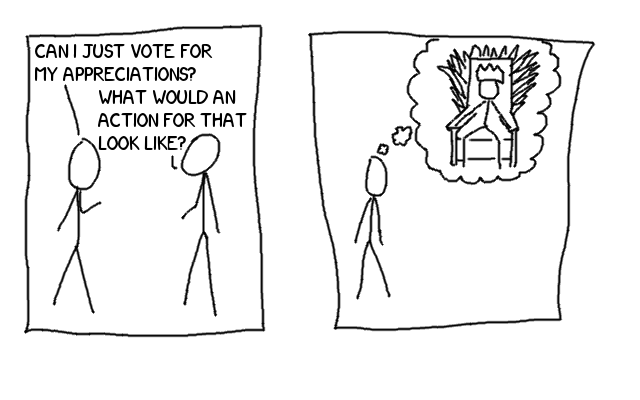 CAN I JUST VOTE FOR
MY APPRECIATIONS?
WHAT WOULD AN
ACTION FOR THAT
LOOK LIKE?